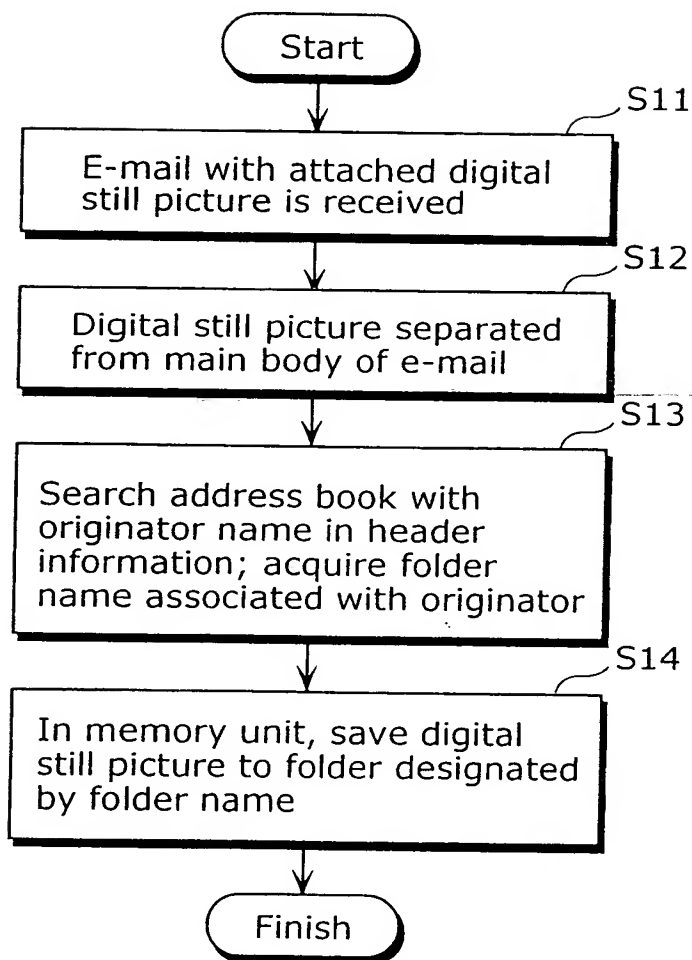 Start
S11
E-mail with attached digital
still picture is received
S12
Digital still picture separated
from main body of e-mail
S13
Search address book with
originator name in header
information; acquire folder
name associated with originator
S14
In memory unit, save digital
still picture to folder designated
by folder name
Finish